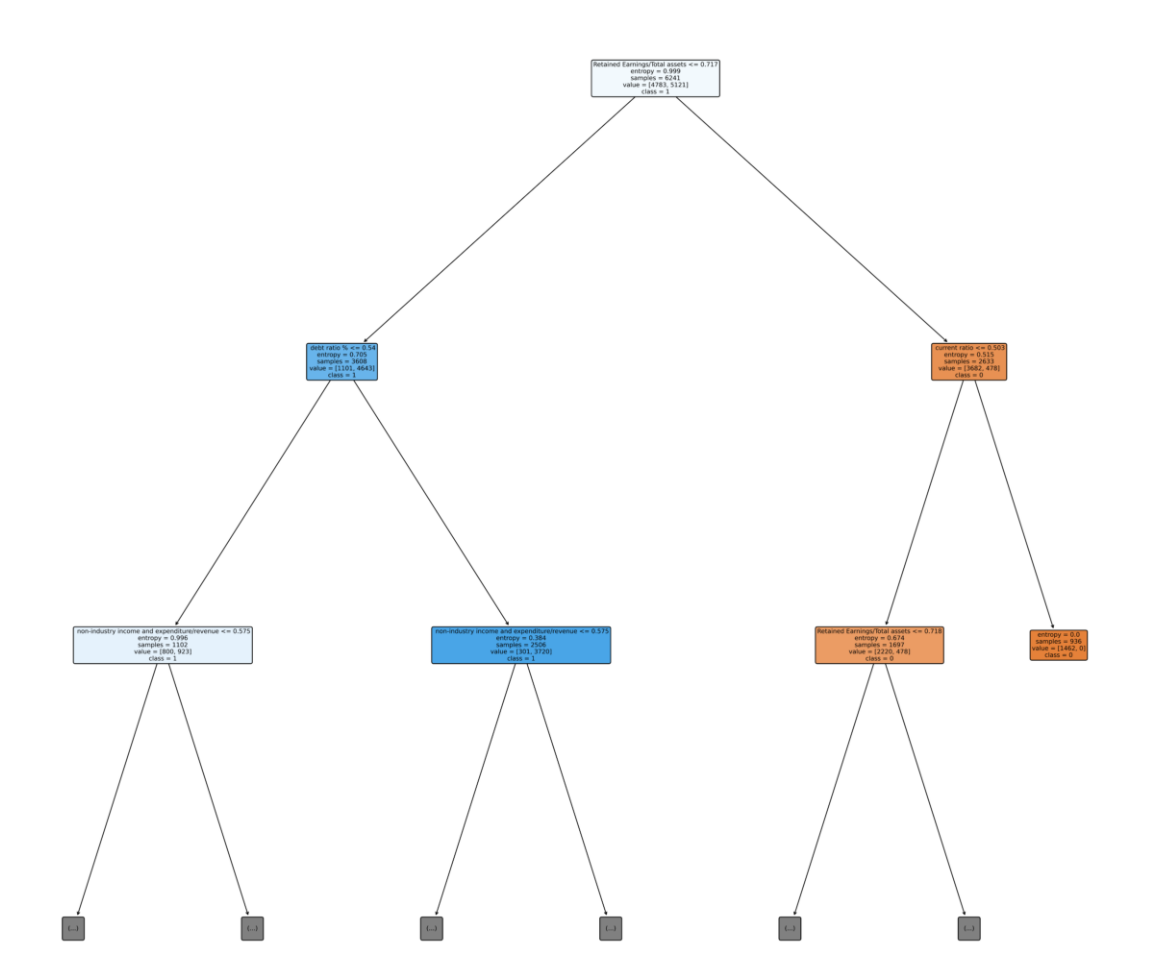 Retained Earnings/Total assets <= 0.717
entropy = 0.999
samples = 6241
value = [4783, 5121]
class = 1
debt ratio % <= 0.54
entropy = 0.705
samples = 3608
value = [1101, 4643]
class = 1
current ratio <= 0.503
entropy = 0.515
samples = 2633
value = [3682, 478]
class = 0
non-industry income and expenditure/revenue <= 0.575
entropy = 0.996
samples = 1102
value = [800, 923]
class = 1
non-industry income and expenditure/revenue <= 0.575
entropy = 0.384
samples = 2506
value = [301, 3720]
class = 1
Retained Earnings/Total assets <= 0.718
entropy = 0.674
samples = 1697
value = [2220, 478]
class = 0
entropy = 0.0
samples = 936
value = [1462, 0]
class = 0
(...)
(...)
(...)
(...)
(...)
(...)